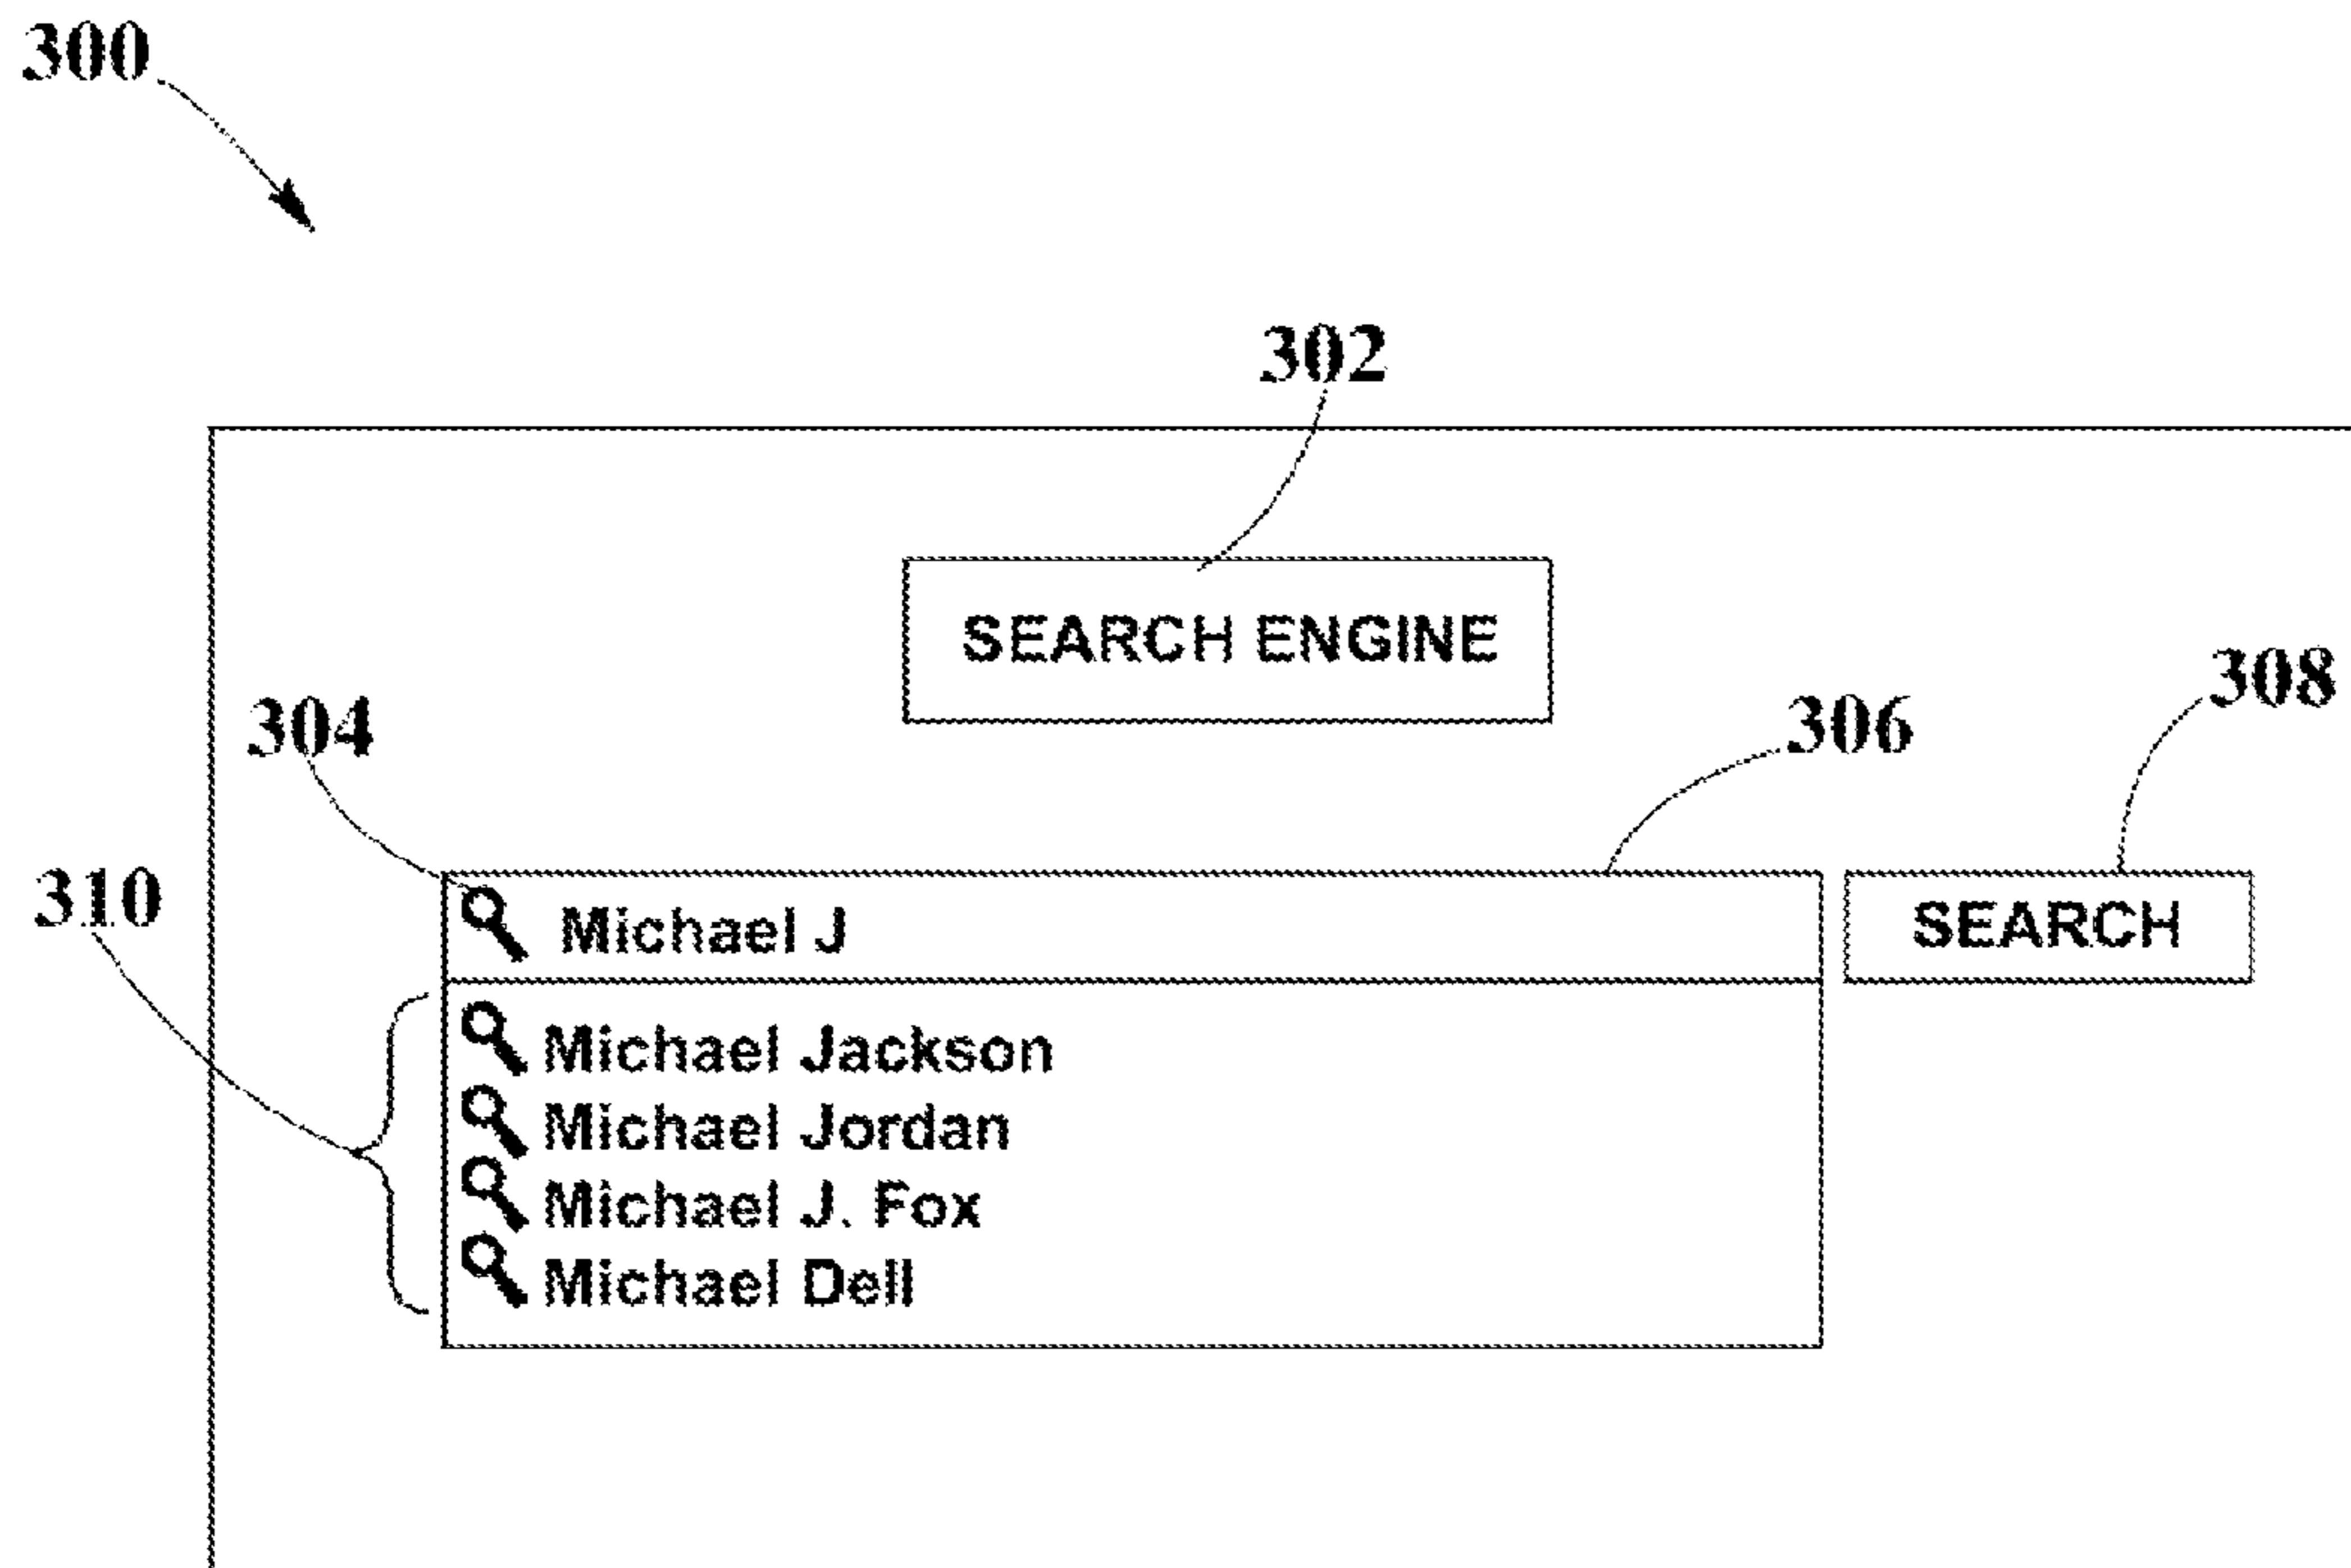 300
302
SEARCH ENGINE
304
306
308
310
Michael J
SEARCH
Michael Jackson
Michael Jordan
Michael J. Fox
Michael Dell